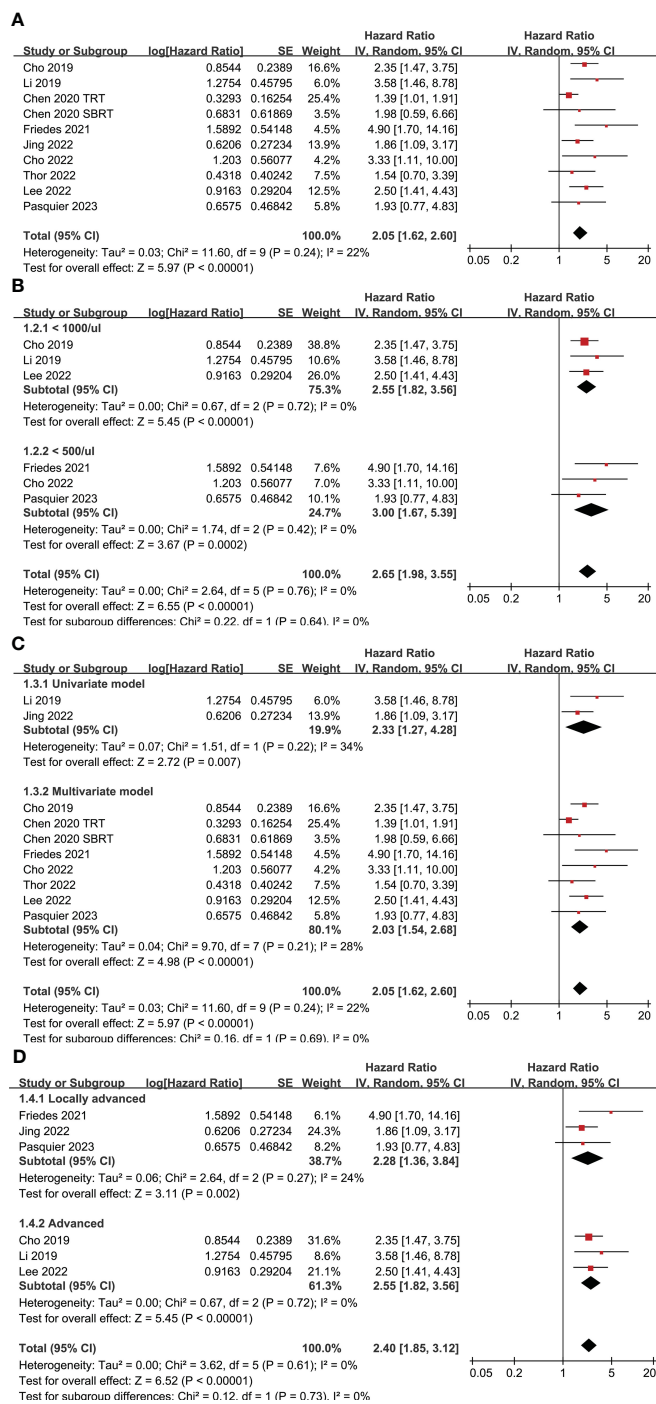 A
Hazard Ratio Hazard Ratio
Study or Subgroup log[Hazard Ratio] SE Weight IV, Random, 95% CI IV, Random, 95% CI
Cho 2019 0.8544 0.2389 16.6% 2.35 [1.47, 3.75]
Li 2019 1.2754 0.45795 6.0% 3.58 [1.46, 8.78]
Chen 2020 TRT 0.3293 0.16254 25.4% 1.39 [1.01, 1.91]
Chen 2020 SBRT 0.6831 0.61869 3.5% 1.98 [0.59, 6.66]
Friedes 2021 1.5892 0.54148 4.5% 4.90 [1.70, 14.16]
Jing 2022 0.6206 0.27234 13.9% 1.86 [1.09, 3.17]
Cho 2022 1.203 0.56077 4.2% 3.33 [1.11, 10.00]
Thor 2022 0.4318 0.40242 7.5% 1.54 [0.70, 3.39]
Lee 2022 0.9163 0.29204 12.5% 2.50 [1.41, 4.43]
Pasquier 2023 0.6575 0.46842 5.8% 1.93 [0.77, 4.83]
Total (95% CI) 100.0% 2.05 [1.62, 2.60]
Heterogeneity: Tau² = 0.03; Chi² = 11.60, df = 9 (P = 0.24); I² = 22%
Test for overall effect: Z = 5.97 (P < 0.00001)
0.05 0.2 1 5 20
B
Hazard Ratio Hazard Ratio
Study or Subgroup log[Hazard Ratio] SE Weight IV, Random, 95% CI IV, Random, 95% CI
1.2.1 < 1000/ul
Cho 2019 0.8544 0.2389 38.8% 2.35 [1.47, 3.75]
Li 2019 1.2754 0.45795 10.6% 3.58 [1.46, 8.78]
Lee 2022 0.9163 0.29204 26.0% 2.50 [1.41, 4.43]
Subtotal (95% CI) 75.3% 2.55 [1.82, 3.56]
Heterogeneity: Tau² = 0.00; Chi² = 0.67, df = 2 (P = 0.72); I² = 0%
Test for overall effect: Z = 5.45 (P < 0.00001)
1.2.2 < 500/ul
Friedes 2021 1.5892 0.54148 7.6% 4.90 [1.70, 14.16]
Cho 2022 1.203 0.56077 7.0% 3.33 [1.11, 10.00]
Pasquier 2023 0.6575 0.46842 10.1% 1.93 [0.77, 4.83]
Subtotal (95% CI) 24.7% 3.00 [1.67, 5.39]
Heterogeneity: Tau² = 0.00; Chi² = 1.74, df = 2 (P = 0.42); I² = 0%
Test for overall effect: Z = 3.67 (P = 0.0002)
Total (95% CI) 100.0% 2.65 [1.98, 3.55]
Heterogeneity: Tau² = 0.00; Chi² = 2.64, df = 5 (P = 0.76); I² = 0%
Test for overall effect: Z = 6.55 (P < 0.00001)
Test for subgroup differences: Chi² = 0.22, df = 1 (P = 0.64), I² = 0%
0.05 0.2 1 5 20
C
Hazard Ratio Hazard Ratio
Study or Subgroup log[Hazard Ratio] SE Weight IV, Random, 95% CI IV, Random, 95% CI
1.3.1 Univariate model
Li 2019 1.2754 0.45795 6.0% 3.58 [1.46, 8.78]
Jing 2022 0.6206 0.27234 13.9% 1.86 [1.09, 3.17]
Subtotal (95% CI) 19.9% 2.33 [1.27, 4.28]
Heterogeneity: Tau² = 0.07; Chi² = 1.51, df = 1 (P = 0.22); I² = 34%
Test for overall effect: Z = 2.72 (P = 0.007)
1.3.2 Multivariate model
Cho 2019 0.8544 0.2389 16.6% 2.35 [1.47, 3.75]
Chen 2020 TRT 0.3293 0.16254 25.4% 1.39 [1.01, 1.91]
Chen 2020 SBRT 0.6831 0.61869 3.5% 1.98 [0.59, 6.66]
Friedes 2021 1.5892 0.54148 4.5% 4.90 [1.70, 14.16]
Cho 2022 1.203 0.56077 4.2% 3.33 [1.11, 10.00]
Thor 2022 0.4318 0.40242 7.5% 1.54 [0.70, 3.39]
Lee 2022 0.9163 0.29204 12.5% 2.50 [1.41, 4.43]
Pasquier 2023 0.6575 0.46842 5.8% 1.93 [0.77, 4.83]
Subtotal (95% CI) 80.1% 2.03 [1.54, 2.68]
Heterogeneity: Tau² = 0.04; Chi² = 9.70, df = 7 (P = 0.21); I² = 28%
Test for overall effect: Z = 4.98 (P < 0.00001)
Total (95% CI) 100.0% 2.05 [1.62, 2.60]
Heterogeneity: Tau² = 0.03; Chi² = 11.60, df = 9 (P = 0.24); I² = 22%
Test for overall effect: Z = 5.97 (P < 0.00001)
Test for subgroup differences: Chi² = 0.16, df = 1 (P = 0.69), I² = 0%
0.05 0.2 1 5 20
D
Hazard Ratio Hazard Ratio
Study or Subgroup log[Hazard Ratio] SE Weight IV, Random, 95% CI IV, Random, 95% CI
1.4.1 Locally advanced
Friedes 2021 1.5892 0.54148 6.1% 4.90 [1.70, 14.16]
Jing 2022 0.6206 0.27234 24.3% 1.86 [1.09, 3.17]
Pasquier 2023 0.6575 0.46842 8.2% 1.93 [0.77, 4.83]
Subtotal (95% CI) 38.7% 2.28 [1.36, 3.84]
Heterogeneity: Tau² = 0.06; Chi² = 2.64, df = 2 (P = 0.27); I² = 24%
Test for overall effect: Z = 3.11 (P = 0.002)
1.4.2 Advanced
Cho 2019 0.8544 0.2389 31.6% 2.35 [1.47, 3.75]
Li 2019 1.2754 0.45795 8.6% 3.58 [1.46, 8.78]
Lee 2022 0.9163 0.29204 21.1% 2.50 [1.41, 4.43]
Subtotal (95% CI) 61.3% 2.55 [1.82, 3.56]
Heterogeneity: Tau² = 0.00; Chi² = 0.67, df = 2 (P = 0.72); I² = 0%
Test for overall effect: Z = 5.45 (P < 0.00001)
Total (95% CI) 100.0% 2.40 [1.85, 3.12]
Heterogeneity: Tau² = 0.00; Chi² = 3.62, df = 5 (P = 0.61); I² = 0%
Test for overall effect: Z = 6.52 (P < 0.00001)
Test for subgroup differences: Chi² = 0.12, df = 1 (P = 0.73), I² = 0%
0.05 0.2 1 5 20